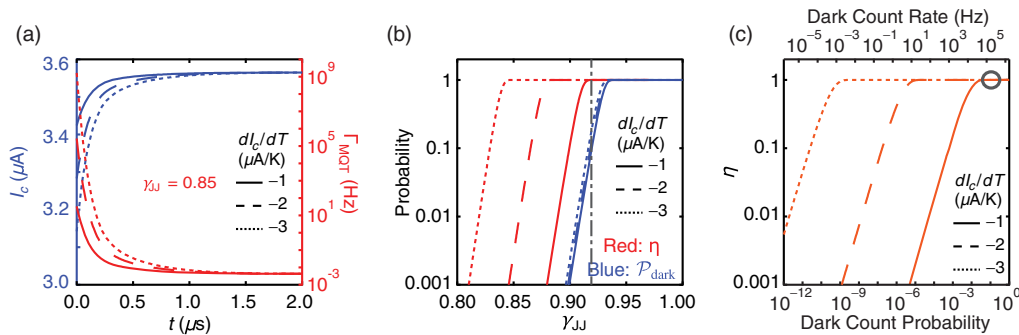 (a)
3.6
3.4
3.2
3.0
I_c (µA)
10^9
10^5
10^1
10^−3
Γ_MQT (Hz)
dI_c/dT
(µA/K)
−1
−2
−3
γ_JJ = 0.85
0.0 0.5 1.0 1.5 2.0
t (µs)
(b)
1
0.1
0.01
0.001
Probability
dI_c/dT
(µA/K)
−1
−2
−3
Red: η
Blue: 𝒫_dark
0.80 0.85 0.90 0.95 1.00
γ_JJ
(c)
Dark Count Rate (Hz)
10^−5 10^−3 10^−1 10^1 10^3 10^5
1
0.1
0.01
0.001
η
dI_c/dT
(µA/K)
−1
−2
−3
10^−12 10^−9 10^−6 10^−3 10^0
Dark Count Probability